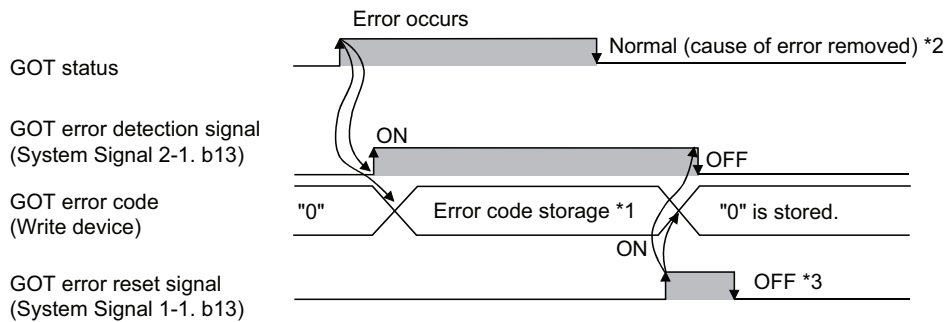 Error occurs
Normal (cause of error removed) *2
GOT status
GOT error detection signal
(System Signal 2-1. b13)
ON
OFF
GOT error code
(Write device)
"0"
Error code storage *1
"0" is stored.
ON
GOT error reset signal
(System Signal 1-1. b13)
OFF *3